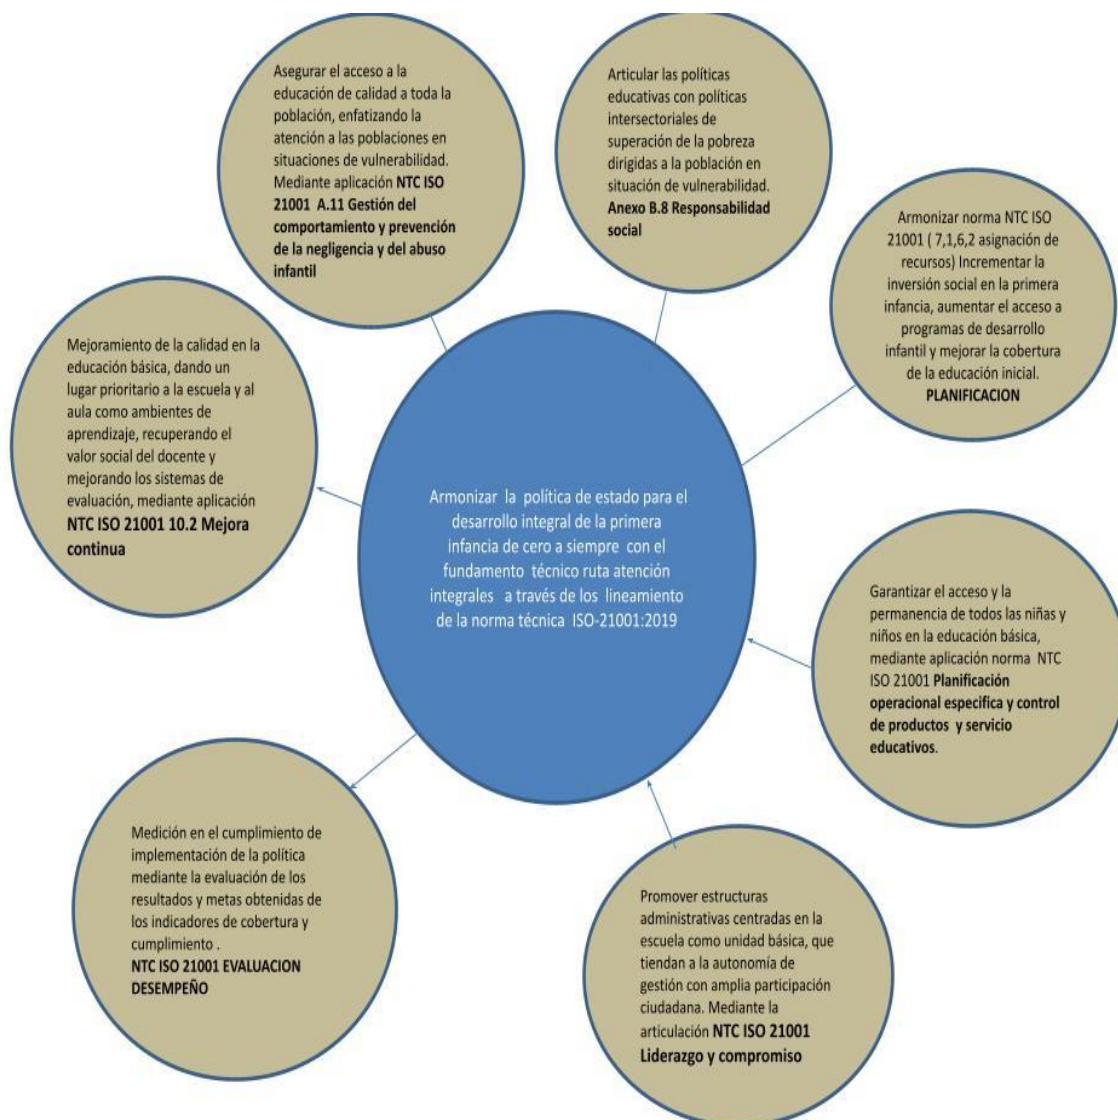 Asegurar el acceso a la
educación de calidad a toda la
población, enfatizando la
atención a las poblaciones en
situaciones de vulnerabilidad.
Mediante aplicación NTC ISO
21001 A.11 Gestión del
comportamiento y prevención
de la negligencia y del abuso
infantil
Articular las políticas
educativas con políticas
intersectoriales de
superación de la pobreza
dirigidas a la población en
situación de vulnerabilidad.
Anexo B.8 Responsabilidad
social
Armonizar norma NTC ISO
21001 ( 7,1,6,2 asignación de
recursos) Incrementar la
inversión social en la primera
infancia, aumentar el acceso a
programas de desarrollo
infantil y mejorar la cobertura
de la educación inicial.
PLANIFICACION
Mejoramiento de la calidad en la
educación básica, dando un
lugar prioritario a la escuela y al
aula como ambientes de
aprendizaje, recuperando el
valor social del docente y
mejorando los sistemas de
evaluación, mediante aplicación
NTC ISO 21001 10.2 Mejora
continua
Armonizar la política de estado para el
desarrollo integral de la primera
infancia de cero a siempre con el
fundamento técnico ruta atención
integrales a través de los lineamiento
de la norma técnica ISO-21001:2019
Garantizar el acceso y la
permanencia de todos las niñas y
niños en la educación básica,
mediante aplicación norma NTC
ISO 21001 Planificación
operacional especifica y control
de productos y servicio
educativos.
Medición en el cumplimiento de
implementación de la política
mediante la evaluación de los
resultados y metas obtenidas de
los indicadores de cobertura y
cumplimiento .
NTC ISO 21001 EVALUACION
DESEMPEÑO
Promover estructuras
administrativas centradas en la
escuela como unidad básica, que
tiendan a la autonomía de
gestión con amplia participación
ciudadana. Mediante la
articulación NTC ISO 21001
Liderazgo y compromiso